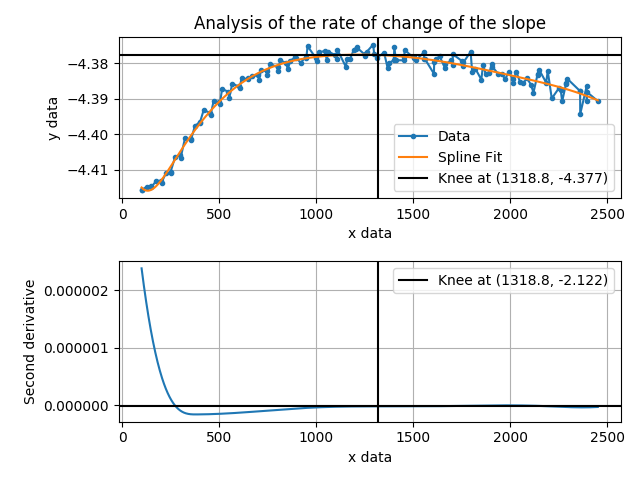 Analysis of the rate of change of the slope
−4.38
−4.39
−4.40
−4.41
y data
Data
Spline Fit
Knee at (1318.8, -4.377)
0
500
1000
1500
2000
2500
x data
0.000002
0.000001
0.000000
Second derivative
Knee at (1318.8, -2.122)
0
500
1000
1500
2000
2500
x data